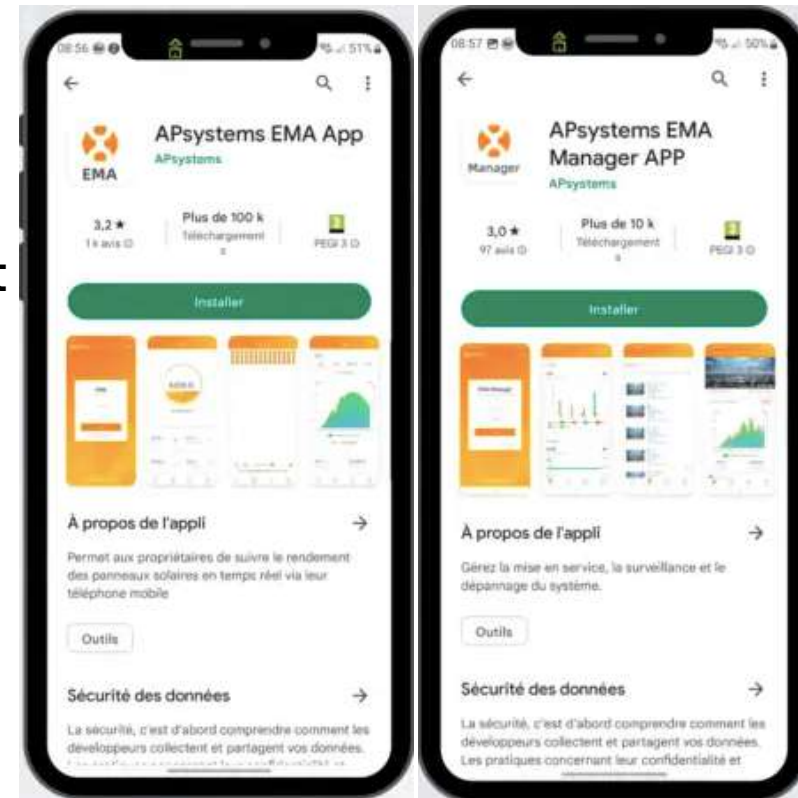 08:56
51%
APsystems EMA App
APsystems
EMA
3,2 ★
1 k avis
Plus de 100 k
Téléchargement
s
3
PEGI 3
Installer
À propos de l'appli
Permet aux propriétaires de suivre le rendement
des panneaux solaires en temps réel via leur
téléphone mobile
Outils
Sécurité des données
La sécurité, c'est d'abord comprendre comment les
développeurs collectent et partagent vos données.
08:57
50%
APsystems EMA
Manager APP
APsystems
Manager
3,0 ★
97 avis
Plus de 10 k
Téléchargement
s
3
PEGI 3
Installer
À propos de l'appli
Gérez la mise en service, la surveillance et le
dépannage du système.
Outils
Sécurité des données
La sécurité, c'est d'abord comprendre comment les
développeurs collectent et partagent vos données.
Les pratiques concernant leur confidentialité et